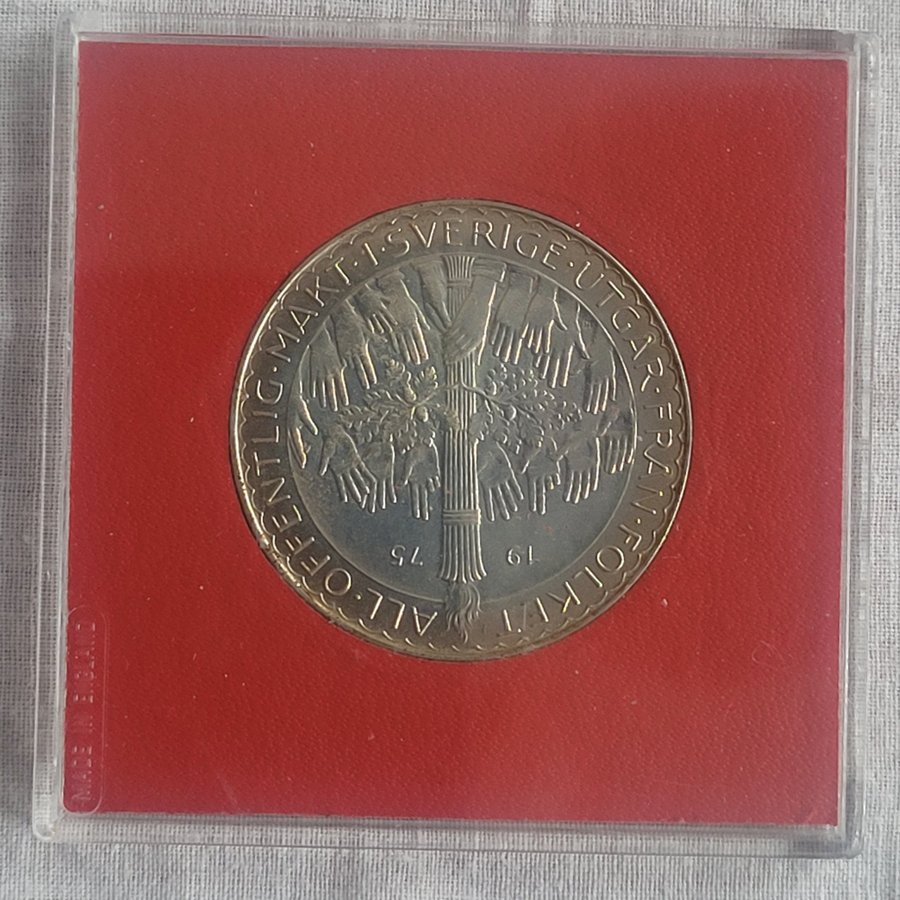 ALL·OFFENTLIG·MAKT·I·SVERIGE·UTGÅR·FRÅN·FOLKET
19 75
MADE IN ENGLAND